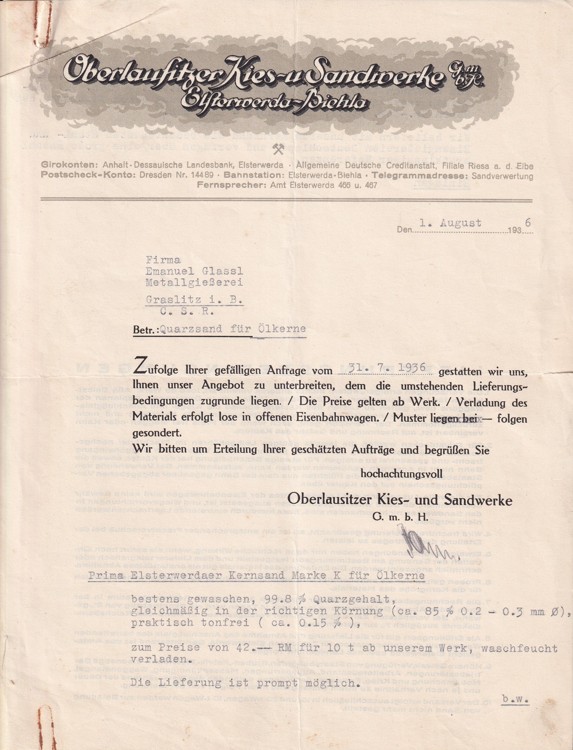 Oberlausitzer Kies- u Sandwerke G.m.b.H.
Elsterwerda-Biehla
Girokonten: Anhalt-Dessauische Landesbank, Elsterwerda · Allgemeine Deutsche Creditanstalt, Filiale Riesa a. d. Elbe
Postscheck-Konto: Dresden Nr. 14489 · Bannstation: Elsterwerda-Biehla · Telegrammadresse: Sandverwertung
Fernsprecher: Amt Elsterwerda 466 u. 467
Den 1. August 1936
Firma
Emanuel Glassl
Metallgießerei
Graslitz i. B.
C. S. R.
Betr.: Quarzsand für Ölkerne
Zufolge Ihrer gefälligen Anfrage vom 31. 7. 1936 gestatten wir uns,
Ihnen unser Angebot zu unterbreiten, dem die umstehenden Lieferungs-
bedingungen zugrunde liegen. / Die Preise gelten ab Werk. / Verladung des
Materials erfolgt lose in offenen Eisenbahnwagen. / Muster liegen bei — folgen
gesondert.
Wir bitten um Erteilung Ihrer geschätzten Aufträge und begrüßen Sie
hochachtungsvoll
Oberlausitzer Kies- und Sandwerke
G. m. b. H.
Prima Elsterwerdaer Kernsand Marke K für Ölkerne
bestens gewaschen, 99.8 % Quarzgehalt,
gleichmäßig in der richtigen Körnung (ca. 85 % 0.2 - 0.3 mm Ø),
praktisch tonfrei ( ca. 0.15 % ),
zum Preise von 42.-- RM für 10 t ab unserem Werk, waschfeucht
verladen.
Die Lieferung ist prompt möglich.
b.w.